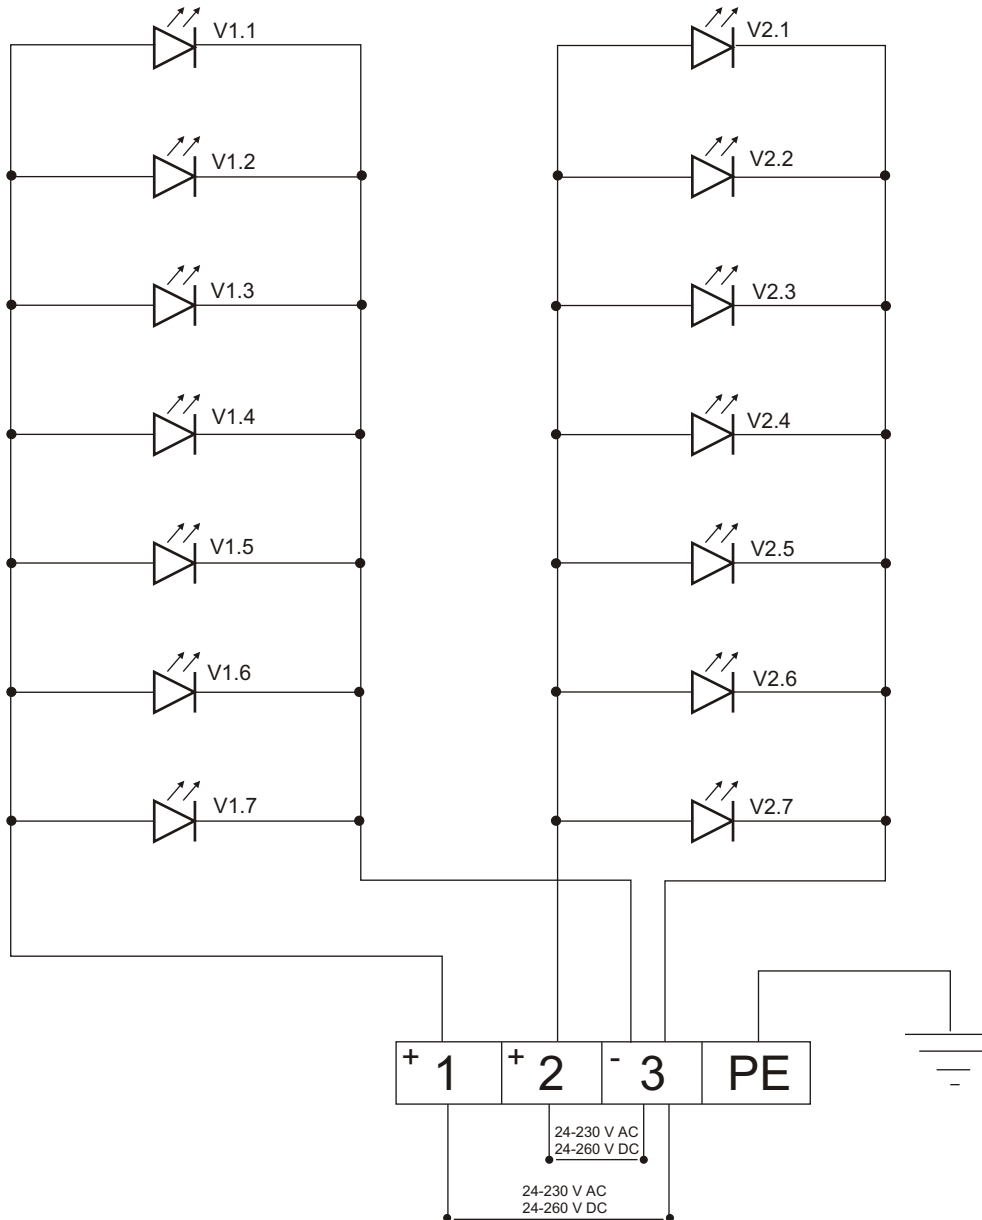 V1.1
V2.1
V1.2
V2.2
V1.3
V2.3
V1.4
V2.4
V1.5
V2.5
V1.6
V2.6
V1.7
V2.7
+ 1 + 2 - 3 PE
24-230 V AC
24-260 V DC
24-230 V AC
24-260 V DC